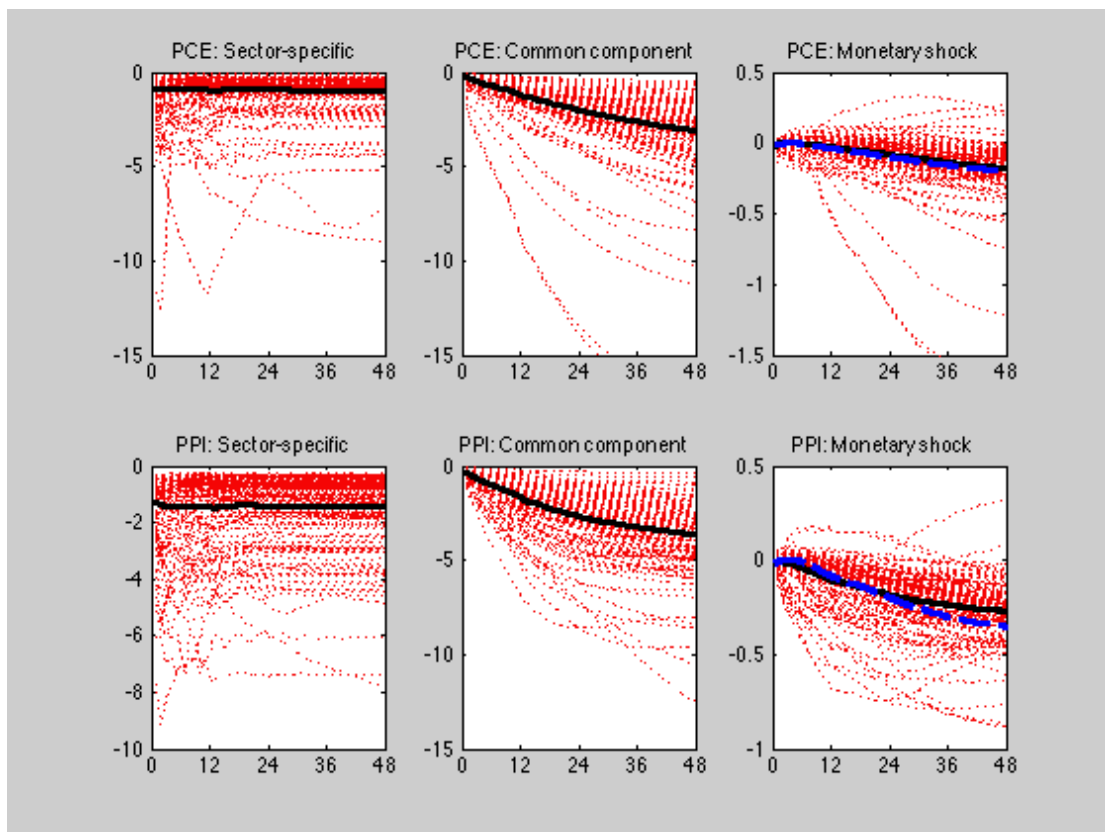 PCE: Sector-specific
PCE: Common component
PCE: Monetary shock
0
-5
-10
-15
0 12 24 36 48
0
-5
-10
-15
0 12 24 36 48
0.5
0
-0.5
-1
-1.5
0 12 24 36 48
PPI: Sector-specific
PPI: Common component
PPI: Monetary shock
0
-2
-4
-6
-8
-10
0 12 24 36 48
0
-5
-10
-15
0 12 24 36 48
0.5
0
-0.5
-1
0 12 24 36 48